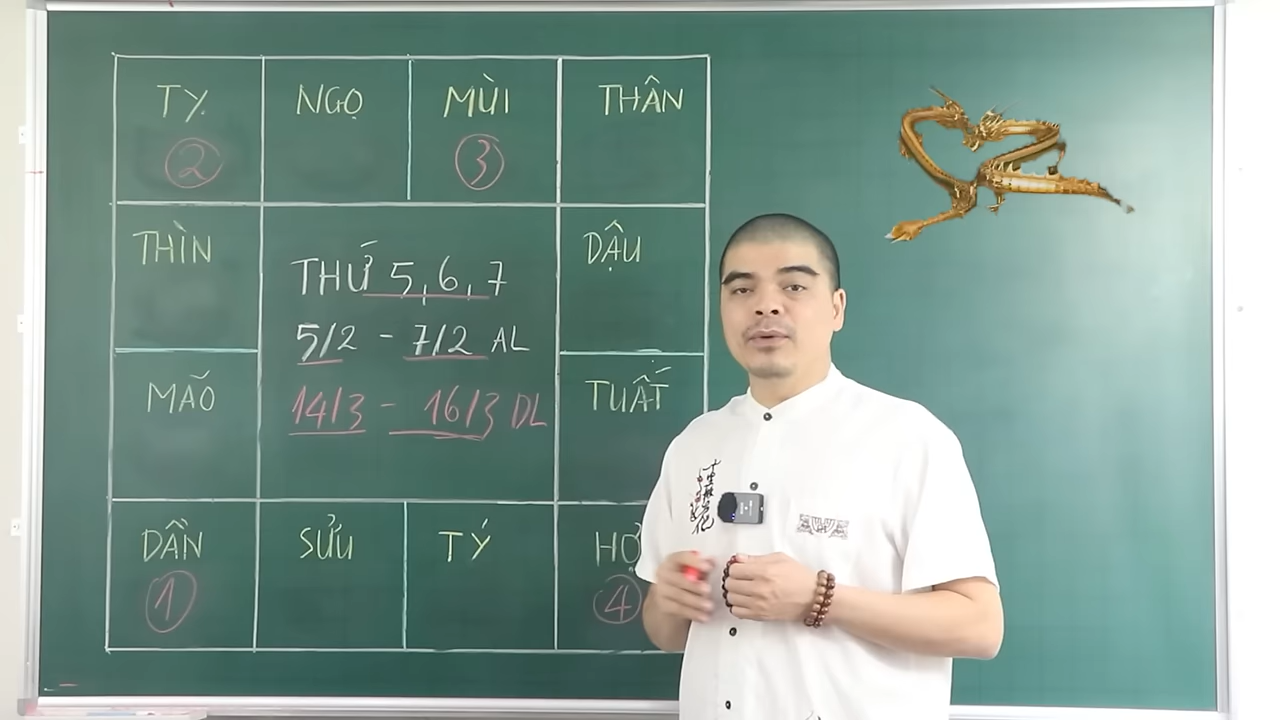 TỴ NGỌ MÙI THÂN
② ③
THÌN DẬU
THỨ 5, 6, 7
5/2 - 7/2 AL
MÃO TUẤT
14/3 - 16/3 DL
DẦN SỬU TÝ HỢ
① ④